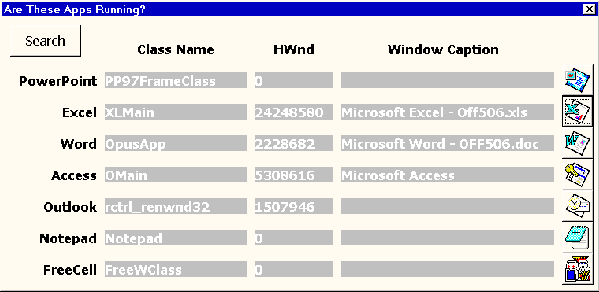 Are These Apps Running?
Search
Class Name HWnd Window Caption
PowerPoint PP97FrameClass 0
Excel XLMain 24248580 Microsoft Excel - Off506.xls
Word OpusApp 2228682 Microsoft Word - OFF506.doc
Access OMain 5308616 Microsoft Access
Outlook rctrl_renwnd32 1507946
Notepad Notepad 0
FreeCell FreeWClass 0